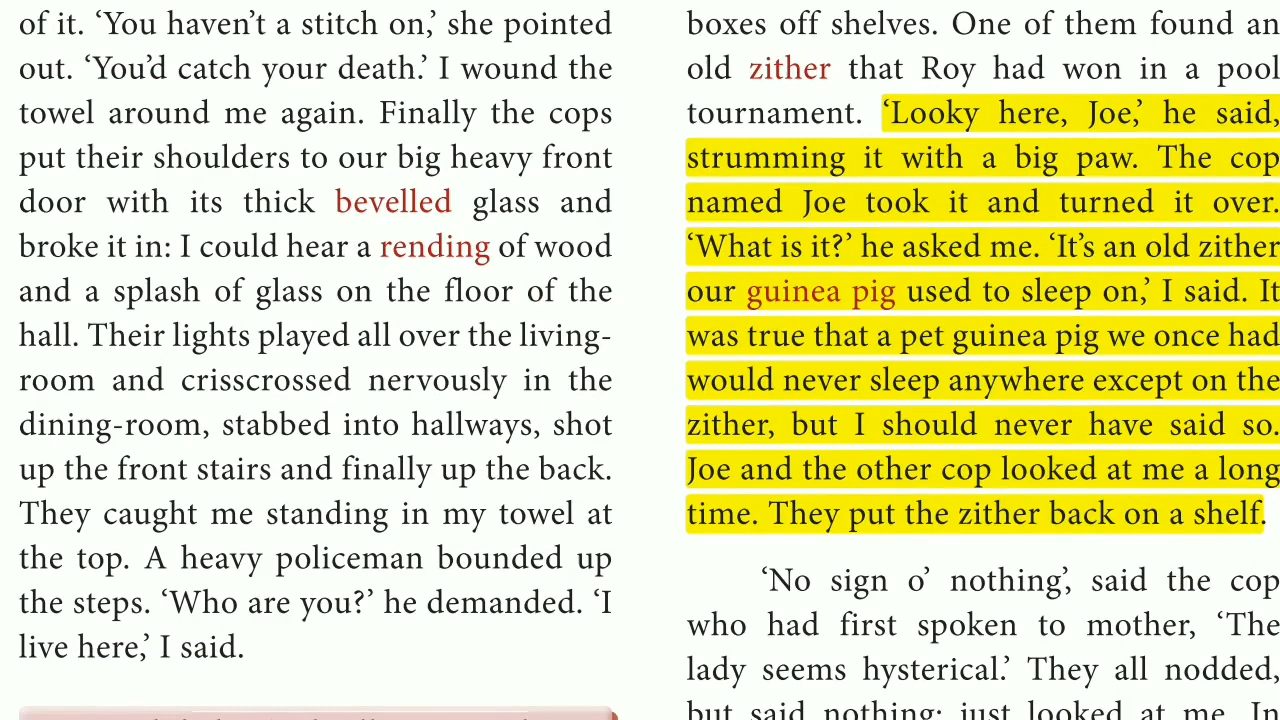 of it. ‘You haven’t a stitch on,’ she pointed
out. ‘You’d catch your death.’ I wound the
towel around me again. Finally the cops
put their shoulders to our big heavy front
door with its thick bevelled glass and
broke it in: I could hear a rending of wood
and a splash of glass on the floor of the
hall. Their lights played all over the living-
room and crisscrossed nervously in the
dining-room, stabbed into hallways, shot
up the front stairs and finally up the back.
They caught me standing in my towel at
the top. A heavy policeman bounded up
the steps. ‘Who are you?’ he demanded. ‘I
live here,’ I said.
boxes off shelves. One of them found an
old zither that Roy had won in a pool
tournament. ‘Looky here, Joe,’ he said,
strumming it with a big paw. The cop
named Joe took it and turned it over.
‘What is it?’ he asked me. ‘It’s an old zither
our guinea pig used to sleep on,’ I said. It
was true that a pet guinea pig we once had
would never sleep anywhere except on the
zither, but I should never have said so.
Joe and the other cop looked at me a long
time. They put the zither back on a shelf.
‘No sign o’ nothing’, said the cop
who had first spoken to mother, ‘The
lady seems hysterical.’ They all nodded,
but said nothing; just looked at me. In